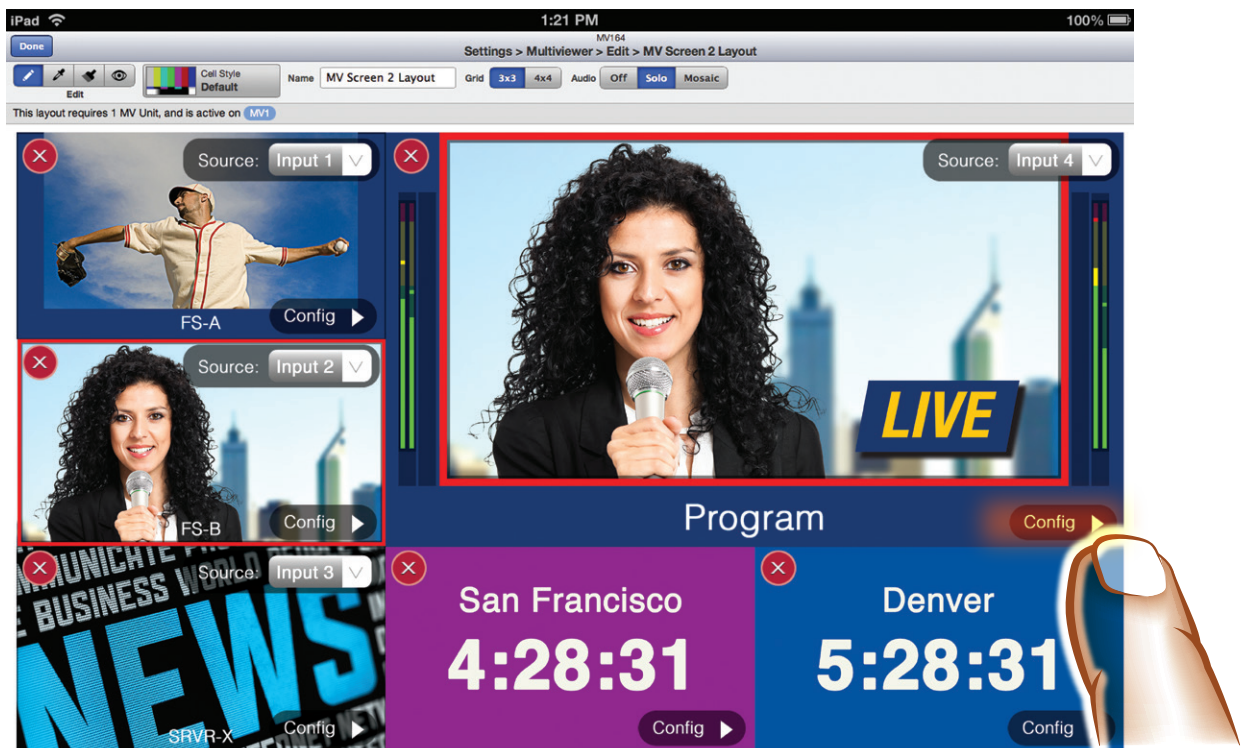 iPad 1:21 PM 100%
MV164
Done Settings > Multiviewer > Edit > MV Screen 2 Layout
Edit Cell Style Default Name MV Screen 2 Layout Grid 3x3 4x4 Audio Off Solo Mosaic
This layout requires 1 MV Unit, and is active on MV1
Source: Input 1
FS-A Config
Source: Input 4
LIVE
Program Config
Source: Input 2
FS-B Config
Source: Input 3
BUSINESS WORLD
NEWS
SRVR-X Config
San Francisco
4:28:31
Config
Denver
5:28:31
Config